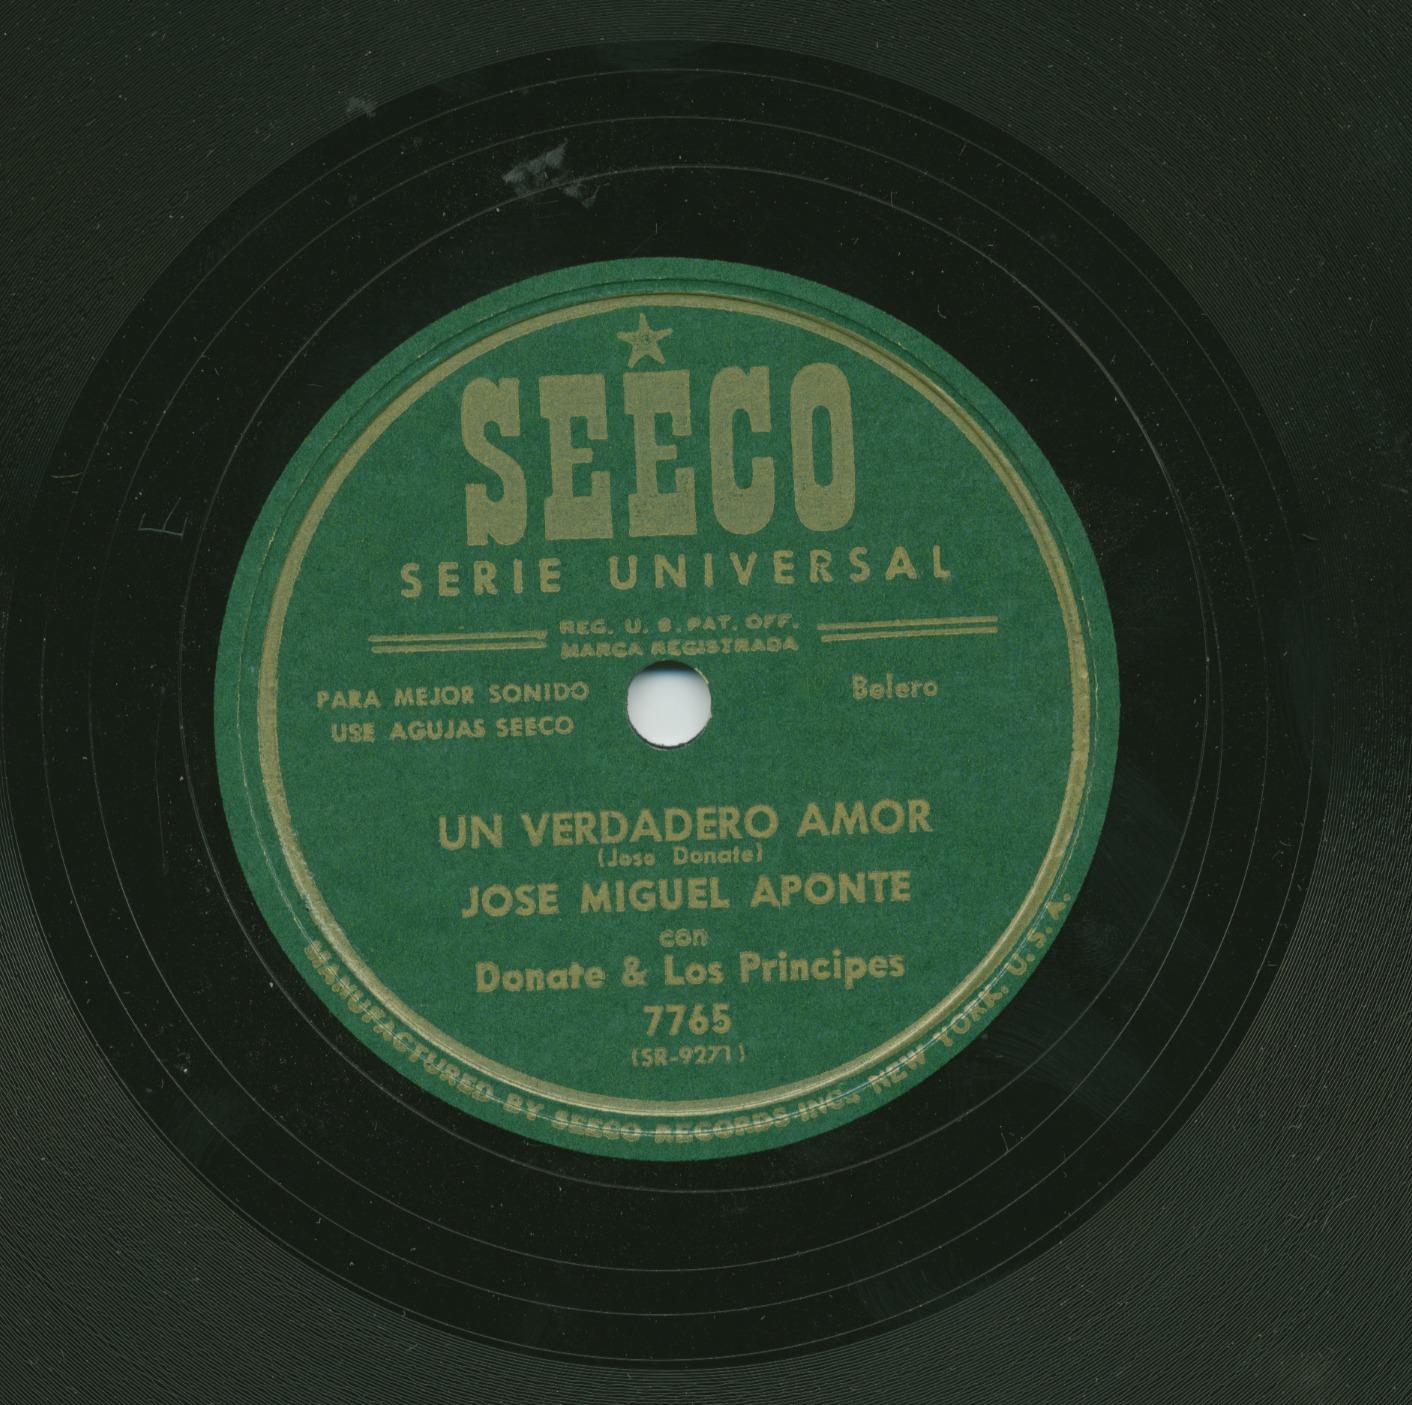 SEECO
SERIE UNIVERSAL
REG. U. S. PAT. OFF.
MARCA REGISTRADA
PARA MEJOR SONIDO
USE AGUJAS SEECO
Bolero
UN VERDADERO AMOR
(Jose Donate)
JOSE MIGUEL APONTE
con
Donate & Los Principes
7765
(SR-9271)
MANUFACTURED BY SEECO RECORDS INC., NEW YORK, U. S. A.